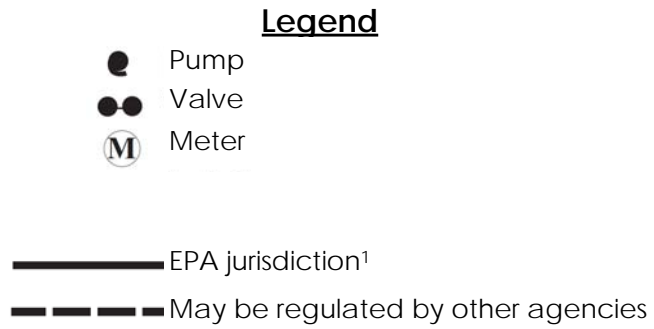 Legend
Pump
Valve
M Meter
EPA jurisdiction¹
May be regulated by other agencies